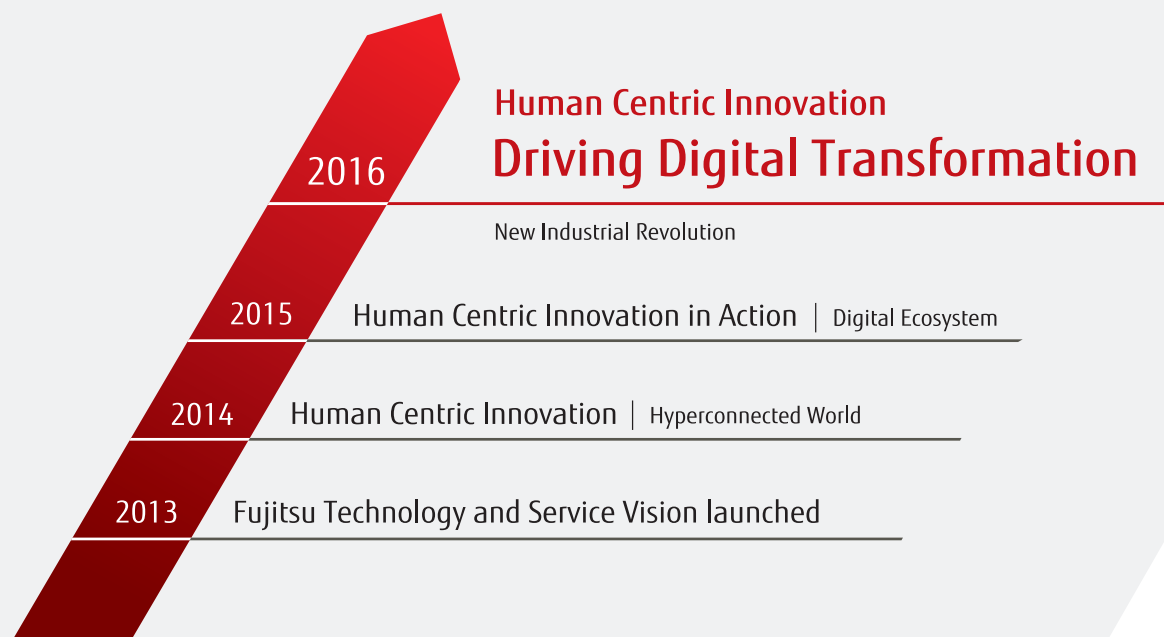 Human Centric Innovation
2016 Driving Digital Transformation
New Industrial Revolution
2015 Human Centric Innovation in Action | Digital Ecosystem
2014 Human Centric Innovation | Hyperconnected World
2013 Fujitsu Technology and Service Vision launched